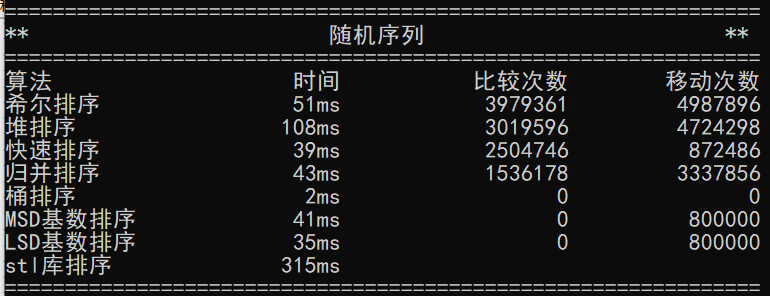 ==================================================
** 随机序列 **
==================================================
算法 时间 比较次数 移动次数
希尔排序 51ms 3979361 4987896
堆排序 108ms 3019596 4724298
快速排序 39ms 2504746 872486
归并排序 43ms 1536178 3337856
桶排序 2ms 0 0
MSD基数排序 41ms 0 800000
LSD基数排序 35ms 0 800000
stl库排序 315ms
==================================================